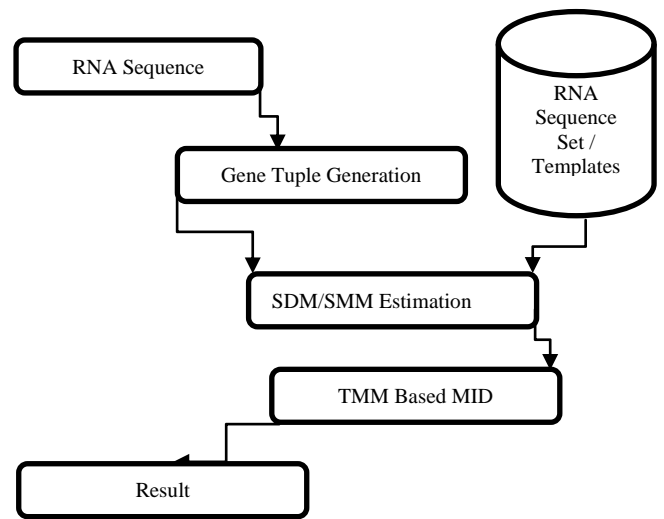 RNA Sequence
RNA
Sequence
Set /
Templates
Gene Tuple Generation
SDM/SMM Estimation
TMM Based MID
Result